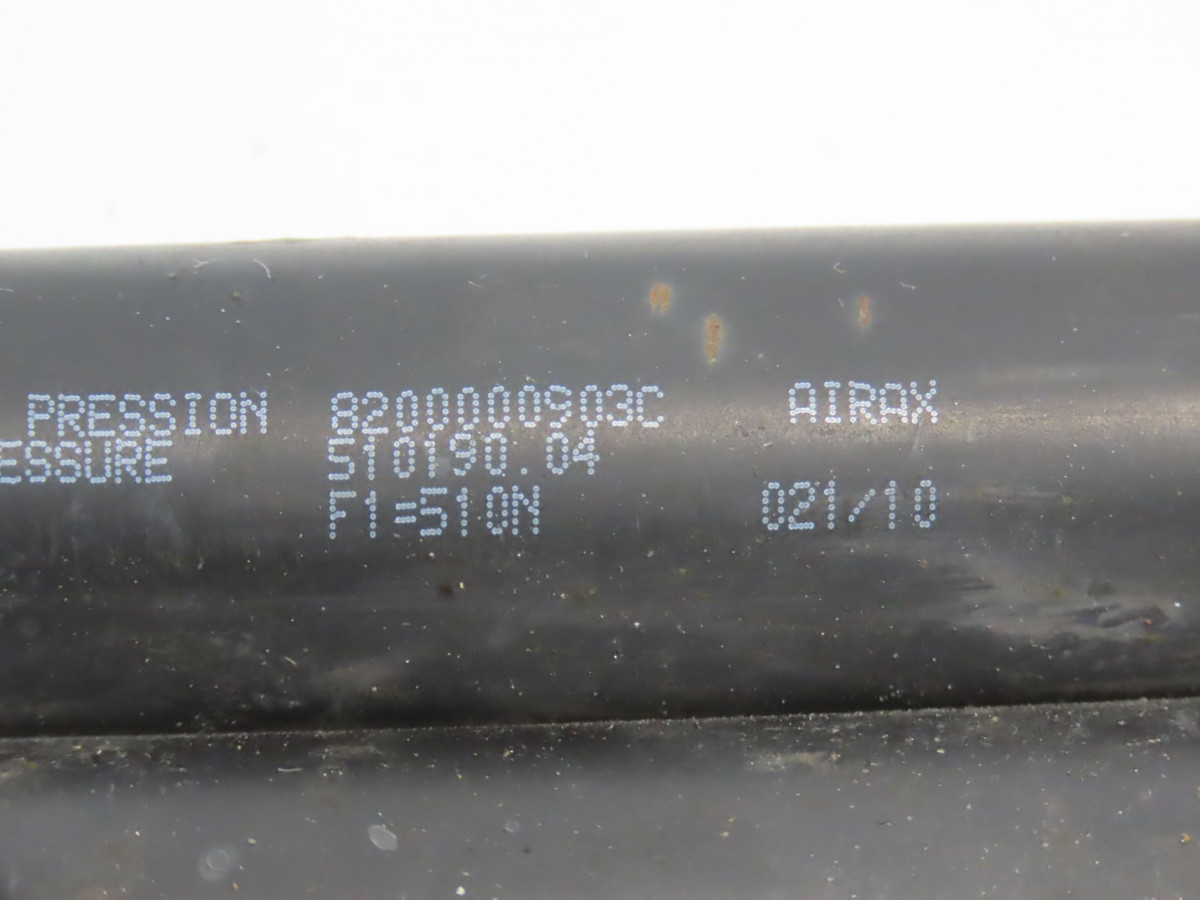 PRESSION 8200000903C AIRAX
ESSURE 510190.04
F1=510N 021/10